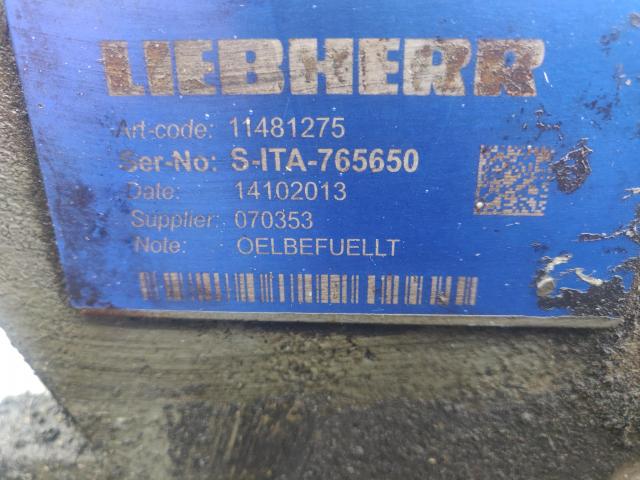 LIEBHERR
Art-code: 11481275
Ser-No: S-ITA-765650
Date: 14102013
Supplier: 070353
Note: OELBEFUELLT